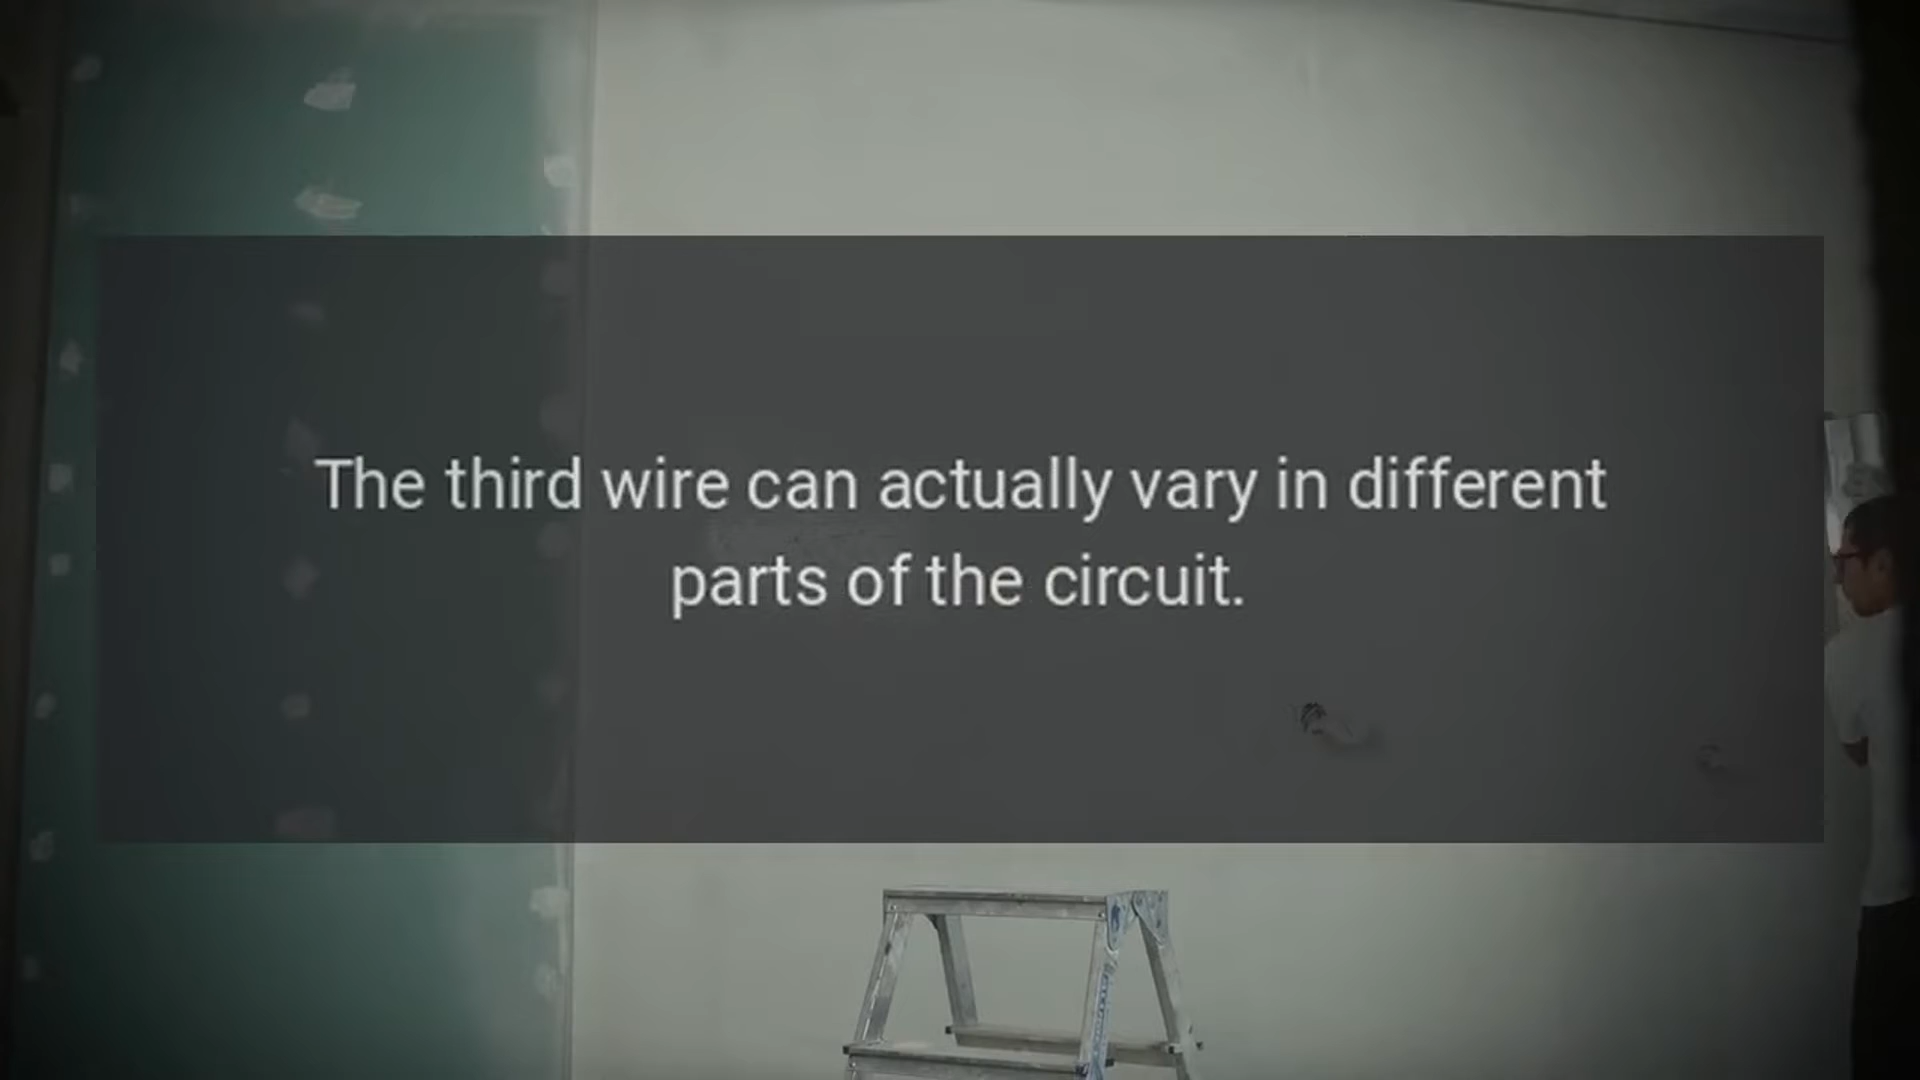 The third wire can actually vary in different
parts of the circuit.